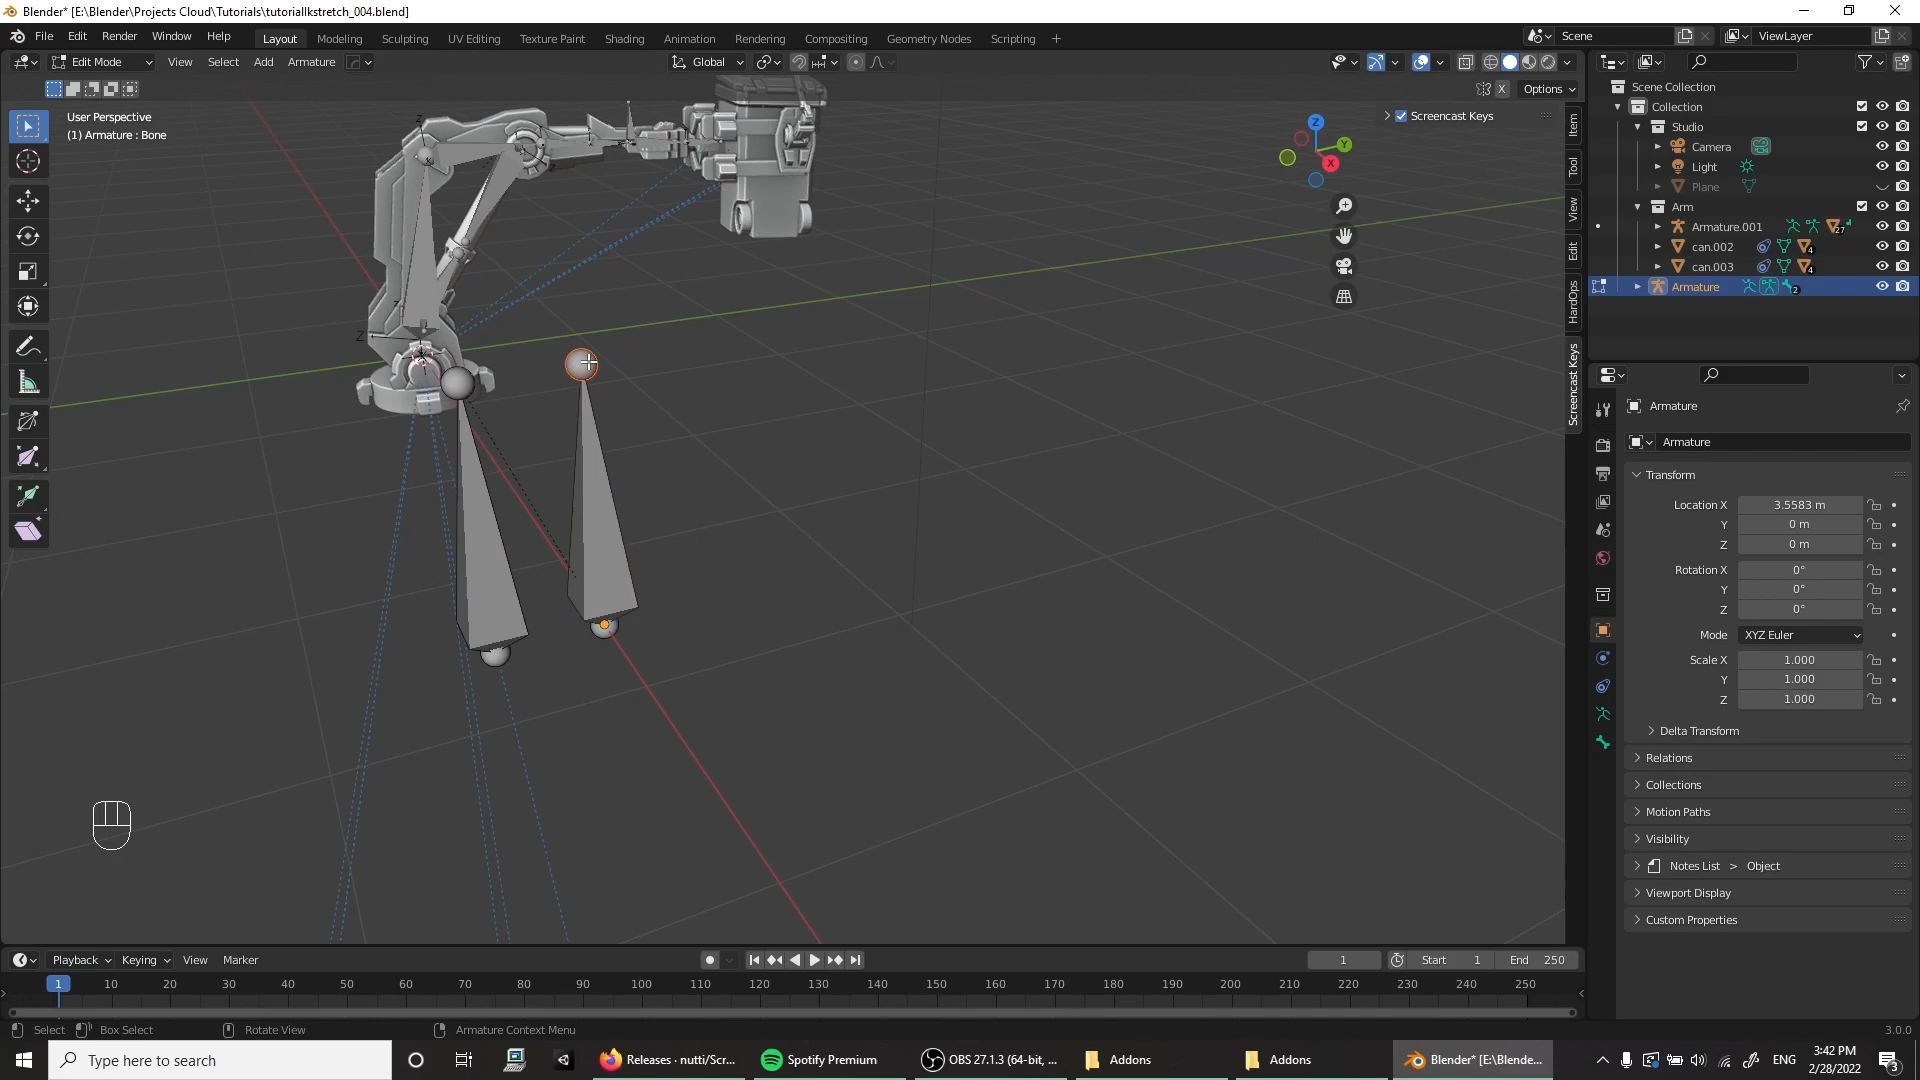 Blender* [E:\Blender\Projects Cloud\Tutorials\tutorialIkstretch_004.blend]
File Edit Render Window Help Layout Modeling Sculpting UV Editing Texture Paint Shading Animation Rendering Compositing Geometry Nodes Scripting + Scene ViewLayer
Edit Mode View Select Add Armature Global
X Options
User Perspective
(1) Armature : Bone
Screencast Keys
Z Y X
Z
Z
Item
Tool
View
Edit
HardOps
Screencast Keys
Scene Collection
Collection
Studio
Camera
Light
Plane
Arm
Armature.001 27
can.002 4
can.003 4
Armature 2
Armature
Armature
Transform
Location X 3.5583 m
Y 0 m
Z 0 m
Rotation X 0°
Y 0°
Z 0°
Mode XYZ Euler
Scale X 1.000
Y 1.000
Z 1.000
Delta Transform
Relations
Collections
Motion Paths
Visibility
Notes List > Object
Viewport Display
Custom Properties
Playback Keying View Marker 1 Start 1 End 250
1 10 20 30 40 50 60 70 80 90 100 110 120 130 140 150 160 170 180 190 200 210 220 230 240 250
Select Box Select Rotate View Armature Context Menu 3.0.0
Type here to search Releases · nutti/Scr... Spotify Premium OBS 27.1.3 (64-bit, ... Addons Addons Blender* [E:\Blende... ENG 3:42 PM
2/28/2022 3